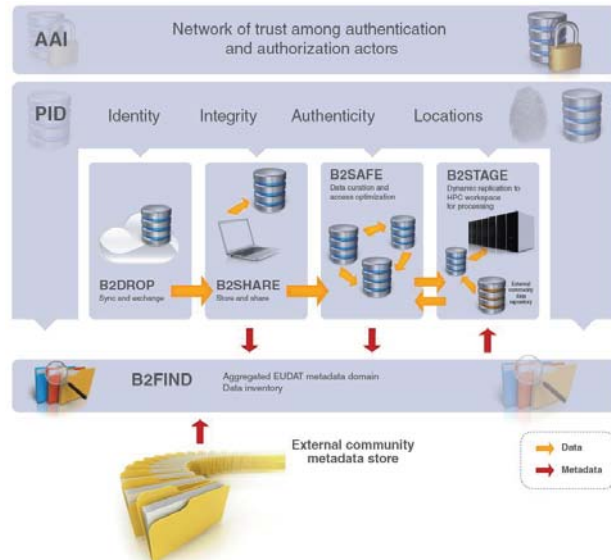 AAI
Network of trust among authentication
and authorization actors
PID
Identity
Integrity
Authenticity
Locations
B2SAFE
Data curation and
access optimization
B2STAGE
Dynamic replication to
HPC workspace
for processing
B2DROP
Sync and exchange
B2SHARE
Store and share
External
community
data
repository
B2FIND
Aggregated EUDAT metadata domain
Data inventory
External community
metadata store
Data
Metadata